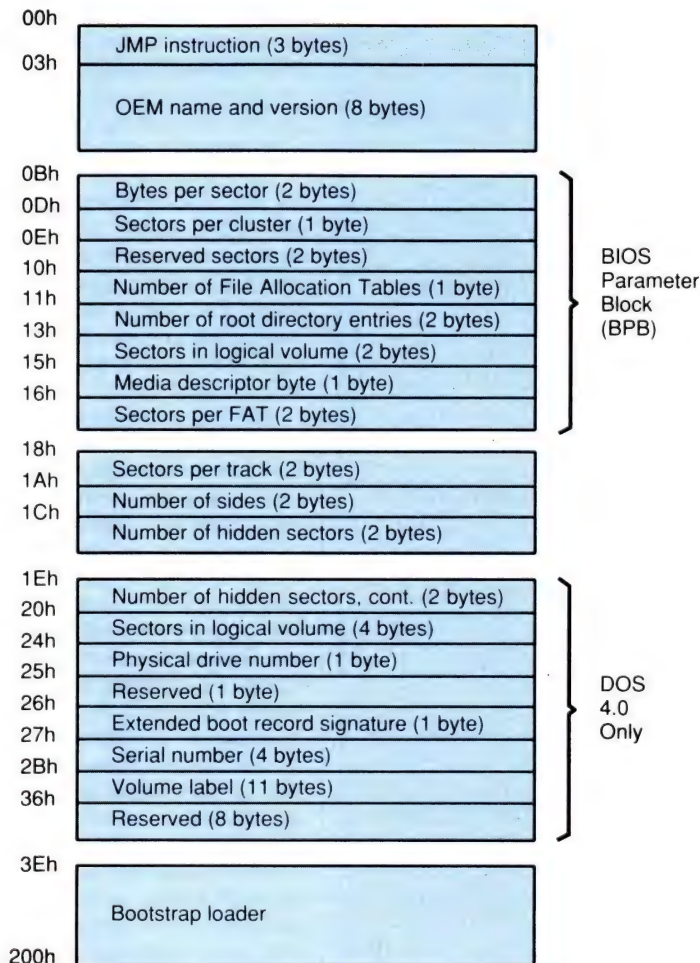 00h
JMP instruction (3 bytes)
03h
OEM name and version (8 bytes)
0Bh
Bytes per sector (2 bytes)
0Dh
Sectors per cluster (1 byte)
0Eh
Reserved sectors (2 bytes)
10h
Number of File Allocation Tables (1 byte)
11h
Number of root directory entries (2 bytes)
13h
Sectors in logical volume (2 bytes)
15h
Media descriptor byte (1 byte)
16h
Sectors per FAT (2 bytes)
BIOS
Parameter
Block
(BPB)
18h
Sectors per track (2 bytes)
1Ah
Number of sides (2 bytes)
1Ch
Number of hidden sectors (2 bytes)
1Eh
Number of hidden sectors, cont. (2 bytes)
20h
Sectors in logical volume (4 bytes)
24h
Physical drive number (1 byte)
25h
Reserved (1 byte)
26h
Extended boot record signature (1 byte)
27h
Serial number (4 bytes)
2Bh
Volume label (11 bytes)
36h
Reserved (8 bytes)
DOS
4.0
Only
3Eh
Bootstrap loader
200h